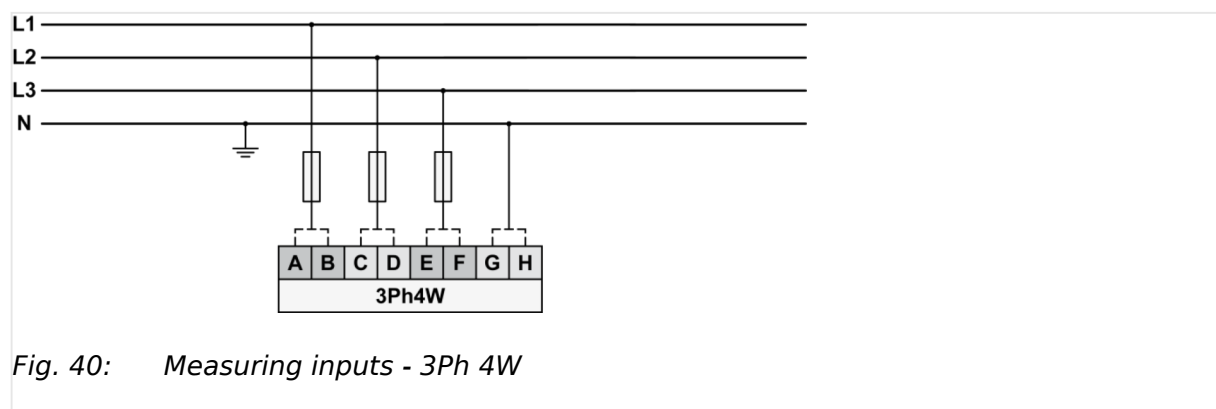 L1
L2
L3
N
A B C D E F G H
3Ph4W
Fig. 40: Measuring inputs - 3Ph 4W